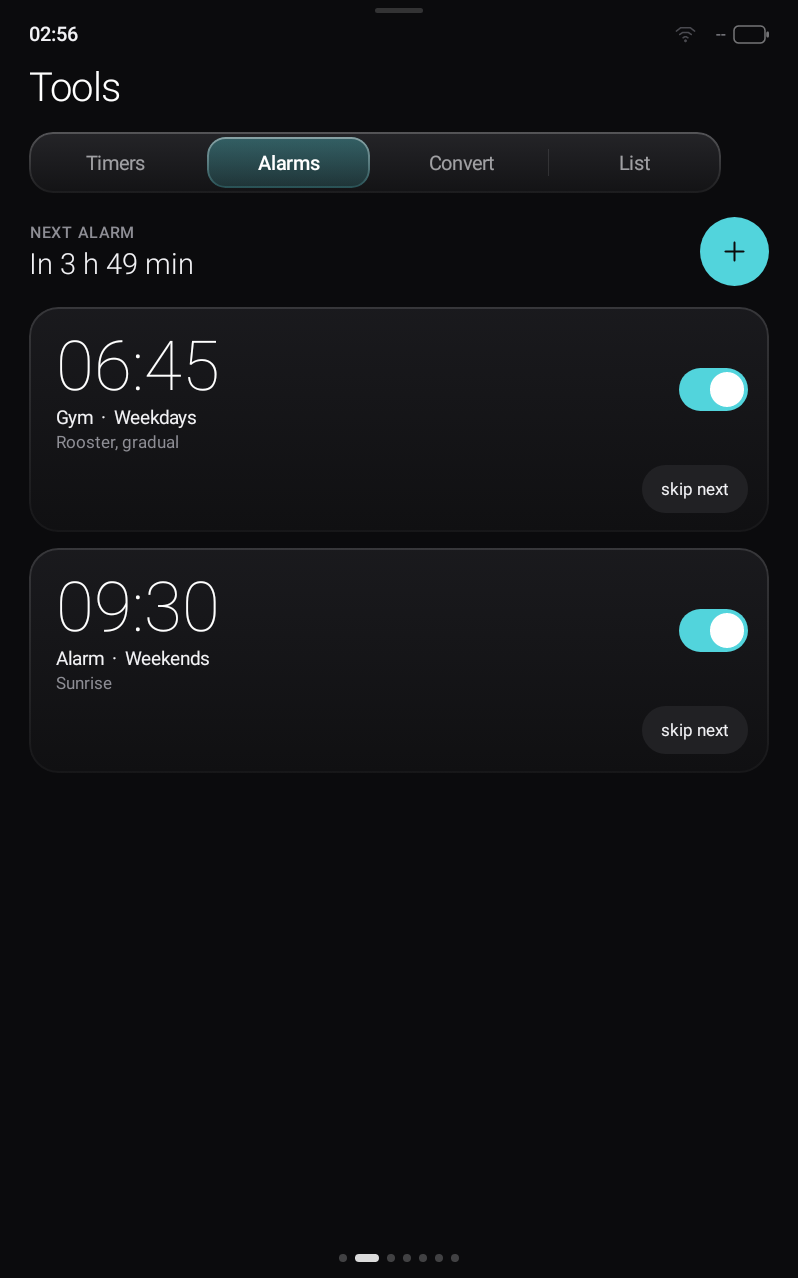 02:56
--
Tools
Timers
Alarms
Convert
List
NEXT ALARM
In 3 h 49 min
+
06:45
Gym · Weekdays
Rooster, gradual
skip next
09:30
Alarm · Weekends
Sunrise
skip next